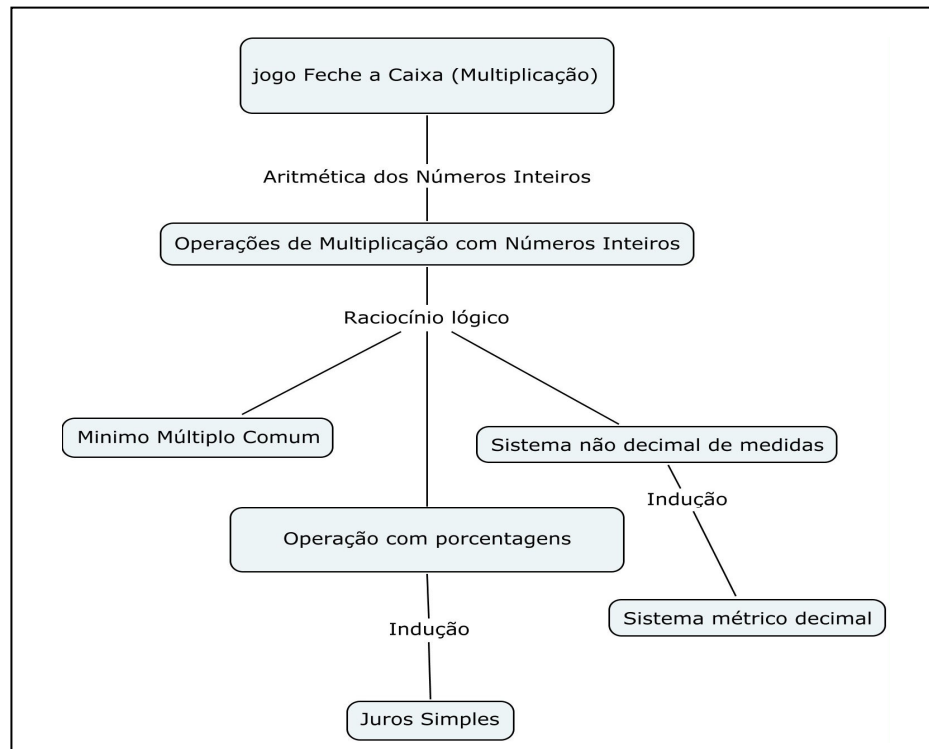 jogo Feche a Caixa (Multiplicação)
Aritmética dos Números Inteiros
Operações de Multiplicação com Números Inteiros
Raciocínio lógico
Minimo Múltiplo Comum
Sistema não decimal de medidas
Indução
Operação com porcentagens
Sistema métrico decimal
Indução
Juros Simples